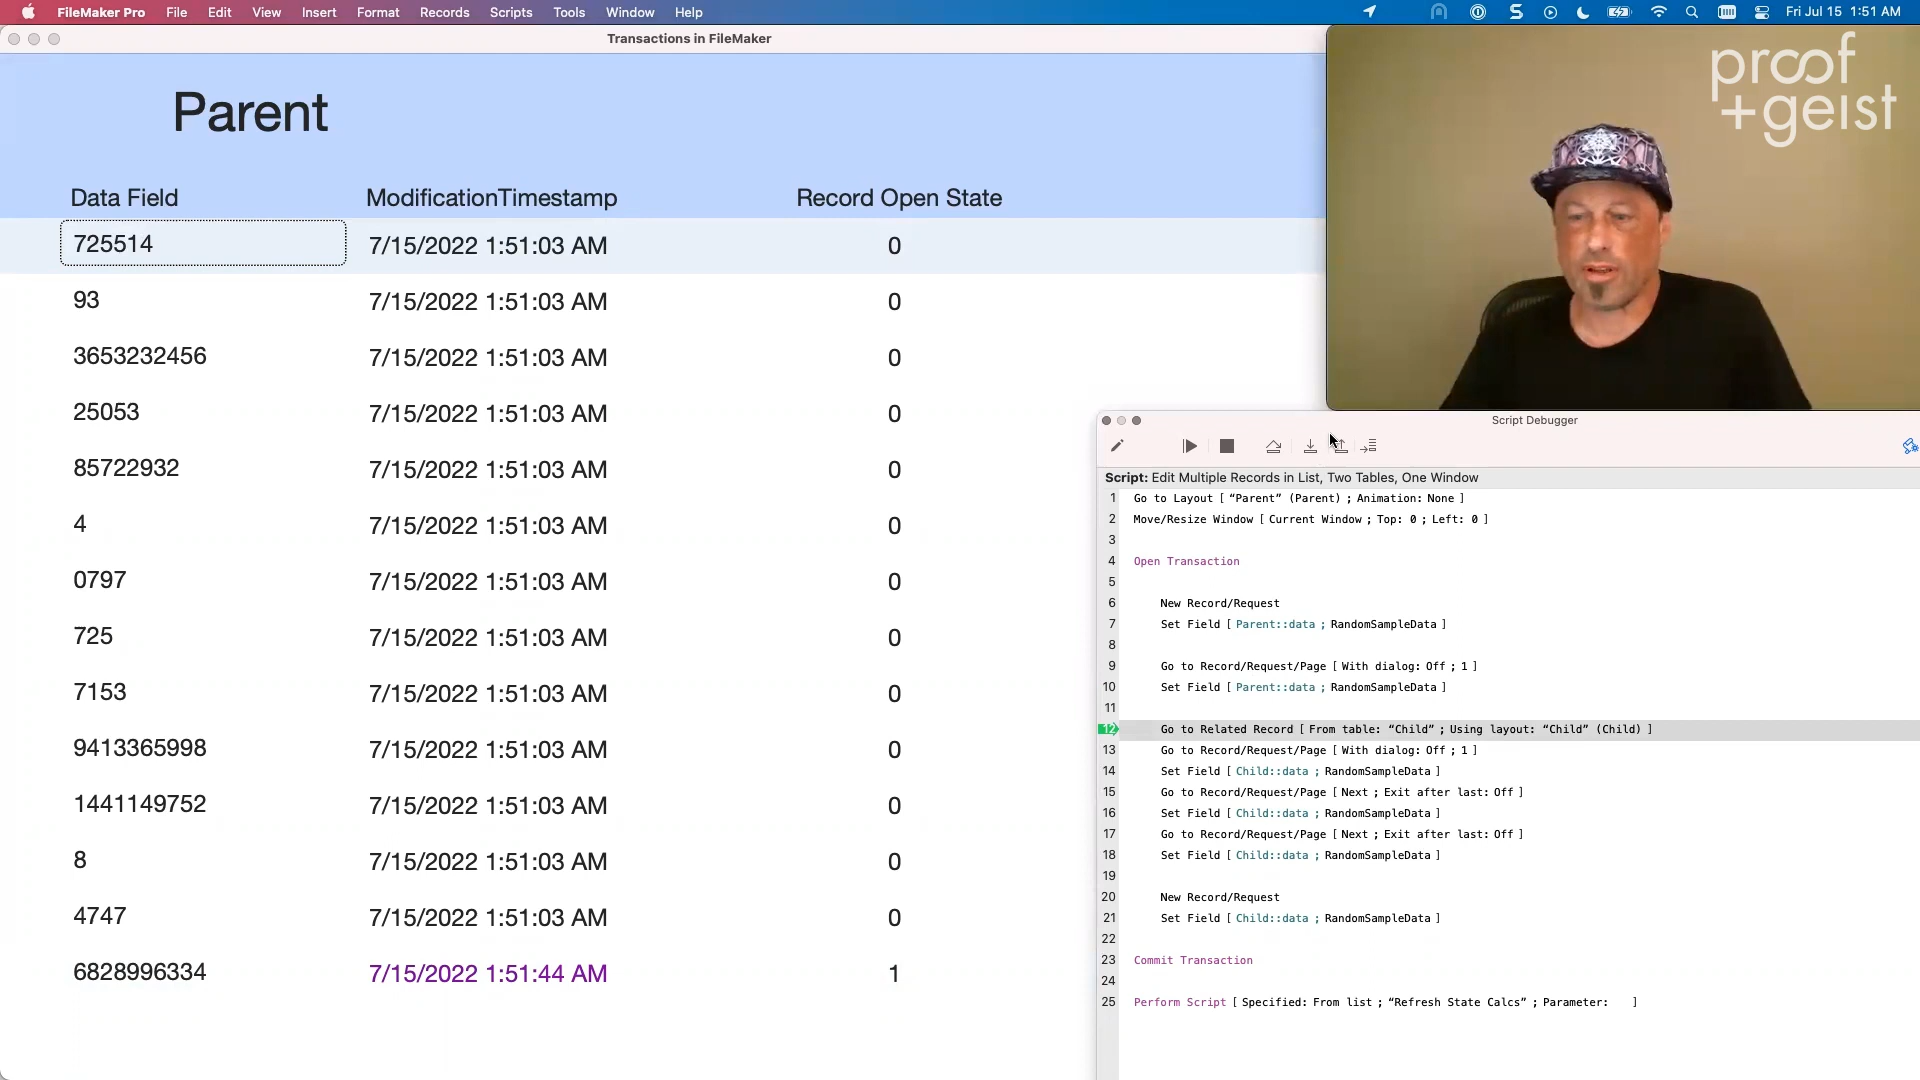 FileMaker Pro File Edit View Insert Format Records Scripts Tools Window Help
Fri Jul 15 1:51 AM
Transactions in FileMaker
proof
+geist
Parent
Data Field ModificationTimestamp Record Open State
725514 7/15/2022 1:51:03 AM 0
93 7/15/2022 1:51:03 AM 0
3653232456 7/15/2022 1:51:03 AM 0
25053 7/15/2022 1:51:03 AM 0
85722932 7/15/2022 1:51:03 AM 0
4 7/15/2022 1:51:03 AM 0
0797 7/15/2022 1:51:03 AM 0
725 7/15/2022 1:51:03 AM 0
7153 7/15/2022 1:51:03 AM 0
9413365998 7/15/2022 1:51:03 AM 0
1441149752 7/15/2022 1:51:03 AM 0
8 7/15/2022 1:51:03 AM 0
4747 7/15/2022 1:51:03 AM 0
6828996334 7/15/2022 1:51:44 AM 1
Script Debugger
Script: Edit Multiple Records in List, Two Tables, One Window
1 Go to Layout [ “Parent” (Parent) ; Animation: None ]
2 Move/Resize Window [ Current Window ; Top: 0 ; Left: 0 ]
3
4 Open Transaction
5
6 New Record/Request
7 Set Field [ Parent::data ; RandomSampleData ]
8
9 Go to Record/Request/Page [ With dialog: Off ; 1 ]
10 Set Field [ Parent::data ; RandomSampleData ]
11
12 Go to Related Record [ From table: “Child” ; Using layout: “Child” (Child) ]
13 Go to Record/Request/Page [ With dialog: Off ; 1 ]
14 Set Field [ Child::data ; RandomSampleData ]
15 Go to Record/Request/Page [ Next ; Exit after last: Off ]
16 Set Field [ Child::data ; RandomSampleData ]
17 Go to Record/Request/Page [ Next ; Exit after last: Off ]
18 Set Field [ Child::data ; RandomSampleData ]
19
20 New Record/Request
21 Set Field [ Child::data ; RandomSampleData ]
22
23 Commit Transaction
24
25 Perform Script [ Specified: From list ; “Refresh State Calcs” ; Parameter: ]